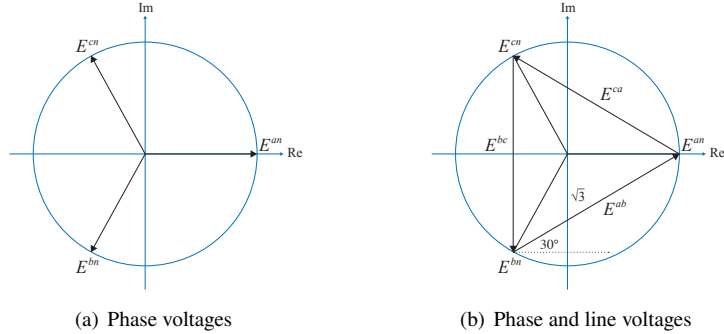 Im
E^{cn}
E^{an}
Re
E^{bn}
(a) Phase voltages
Im
E^{cn}
E^{ca}
E^{bc}
E^{an}
Re
√3
E^{ab}
30°
E^{bn}
(b) Phase and line voltages